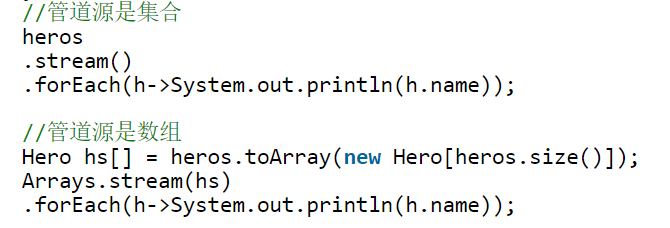 //管道源是集合
heros
.stream()
.forEach(h->System.out.println(h.name));
//管道源是数组
Hero hs[] = heros.toArray(new Hero[heros.size()]);
Arrays.stream(hs)
.forEach(h->System.out.println(h.name));